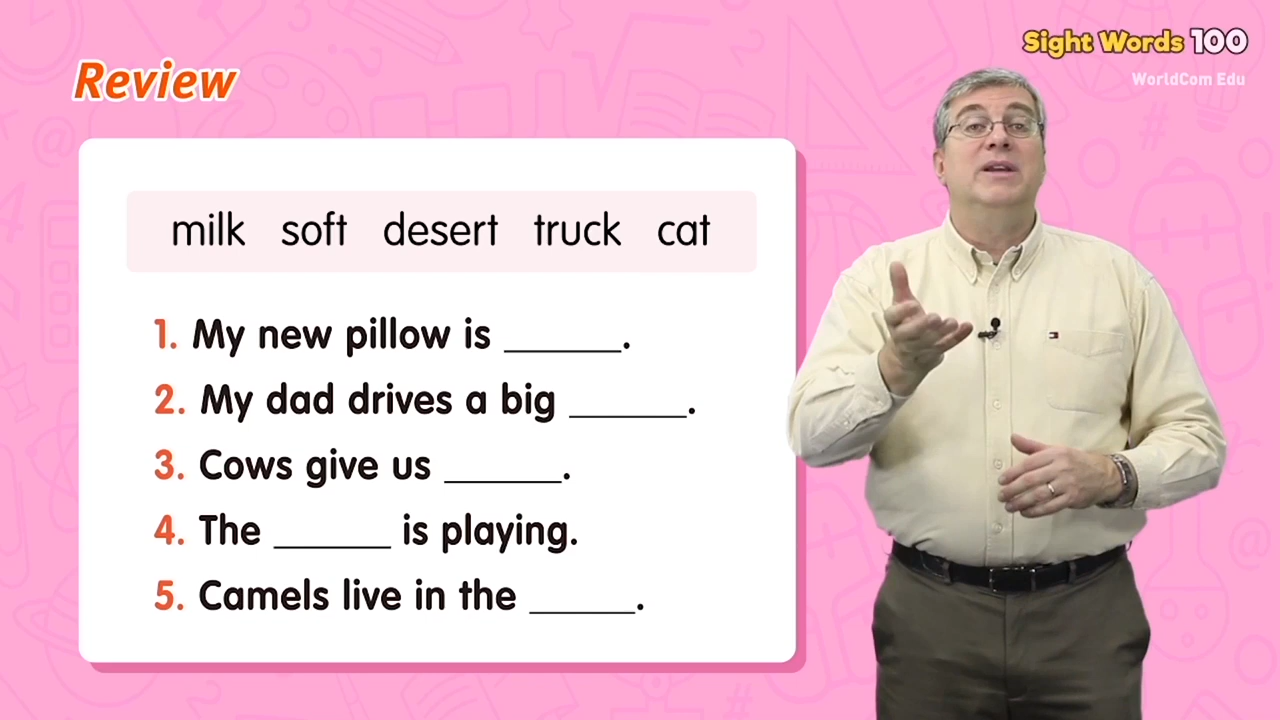 Sight Words 100
WorldCom Edu
Review
milk soft desert truck cat
1. My new pillow is ______.
2. My dad drives a big ______.
3. Cows give us ______.
4. The ______ is playing.
5. Camels live in the ______.